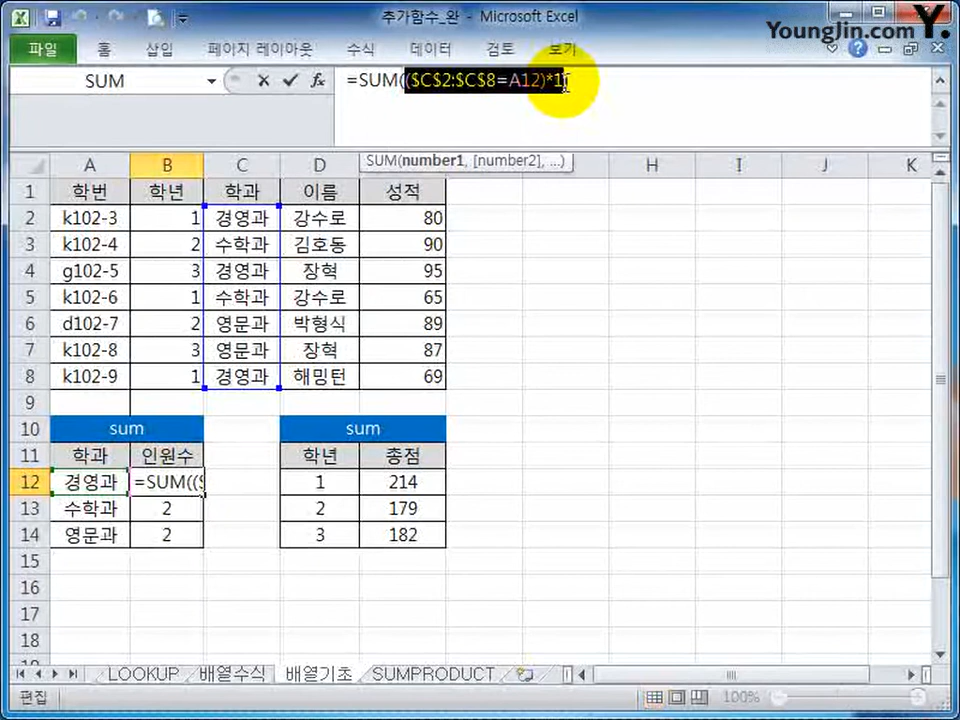 추가함수_완 - Microsoft Excel
Younglin.com Y.
파일 홈 삽입 페이지 레이아웃 수식 데이터 검토 보기
SUM fx =SUM(($C$2:$C$8=A12)*1
SUM(number1, [number2], ...)
A B C D H I J K
1 학번 학년 학과 이름 성적
2 k102-3 1 경영과 강수로 80
3 k102-4 2 수학과 김호동 90
4 g102-5 3 경영과 장혁 95
5 k102-6 1 수학과 강수로 65
6 d102-7 2 영문과 박형식 89
7 k102-8 3 영문과 장혁 87
8 k102-9 1 경영과 해밍턴 69
9
10 sum sum
11 학과 인원수 학년 총점
12 경영과 =SUM(($ 1 214
13 수학과 2 2 179
14 영문과 2 3 182
15
16
17
18
LOOKUP 배열수식 배열기초 SUMPRODUCT
편집 100%